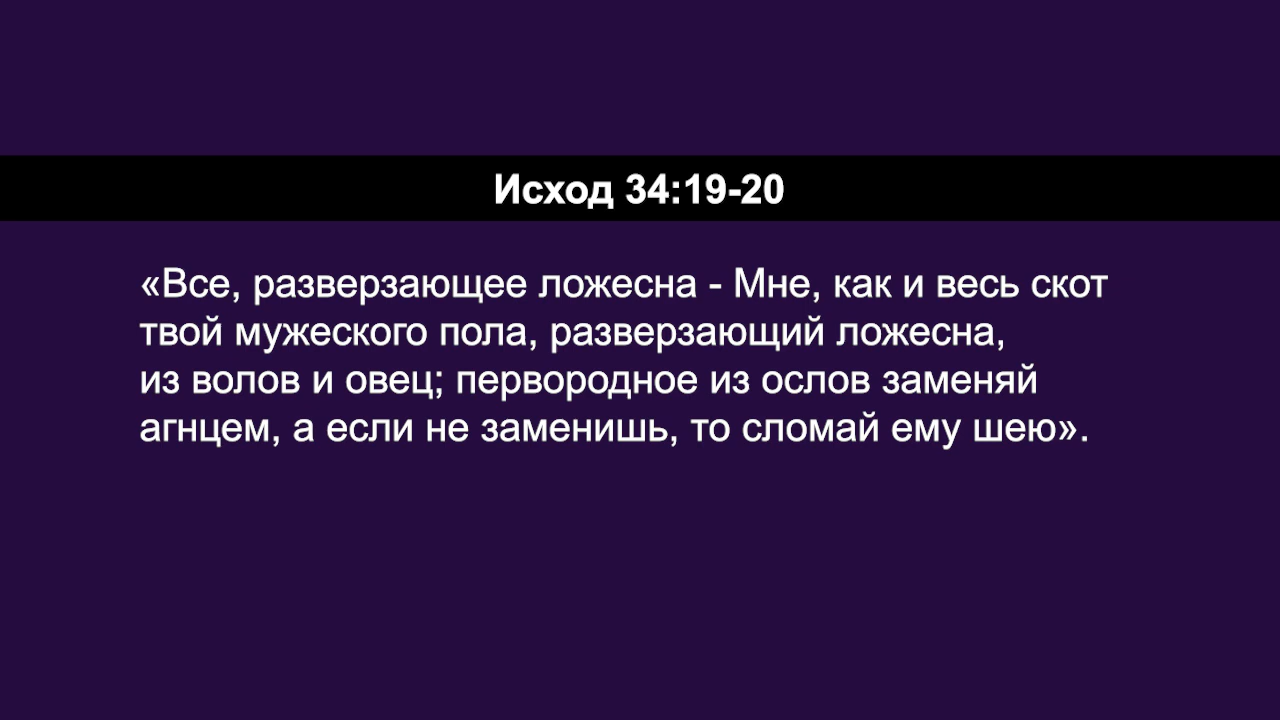 Исход 34:19-20
«Все, разверзающее ложесна - Мне, как и весь скот
твой мужеского пола, разверзающий ложесна,
из волов и овец; первородное из ослов заменяй
агнцем, а если не заменишь, то сломай ему шею».